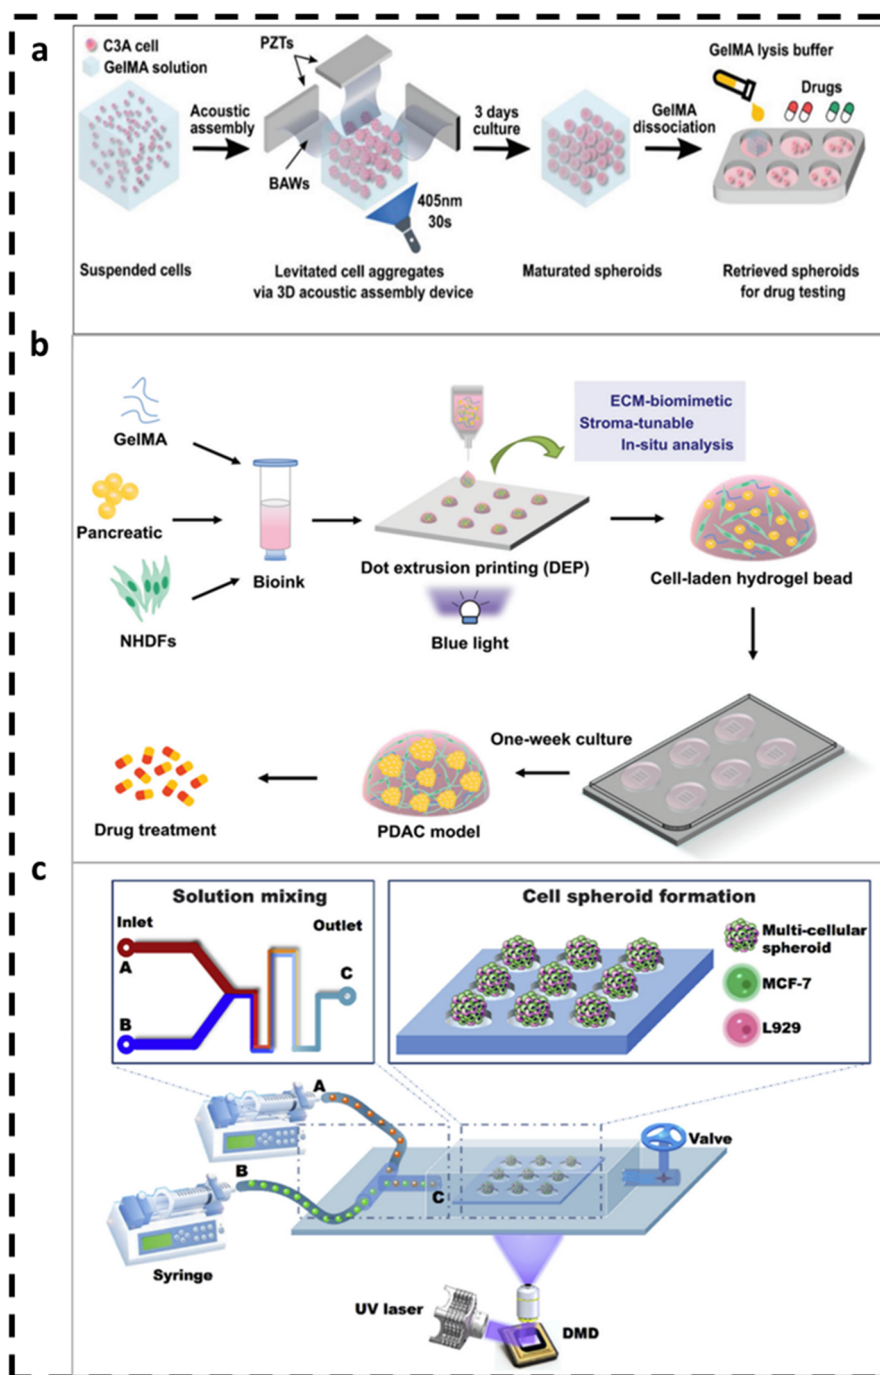 a
C3A cell
GelMA solution
PZTs
Acoustic
assembly
BAWs
405nm
30s
3 days
culture
GelMA
dissociation
GelMA lysis buffer
Drugs
Suspended cells
Levitated cell aggregates
via 3D acoustic assembly device
Maturated spheroids
Retrieved spheroids
for drug testing
b
GelMA
Pancreatic
NHDFs
Bioink
Dot extrusion printing (DEP)
Blue light
ECM-biomimetic
Stroma-tunable
In-situ analysis
Cell-laden hydrogel bead
One-week culture
PDAC model
Drug treatment
c
Solution mixing
Inlet
A
B
Outlet
C
Cell spheroid formation
Multi-cellular
spheroid
MCF-7
L929
A
B
C
Valve
Syringe
UV laser
DMD